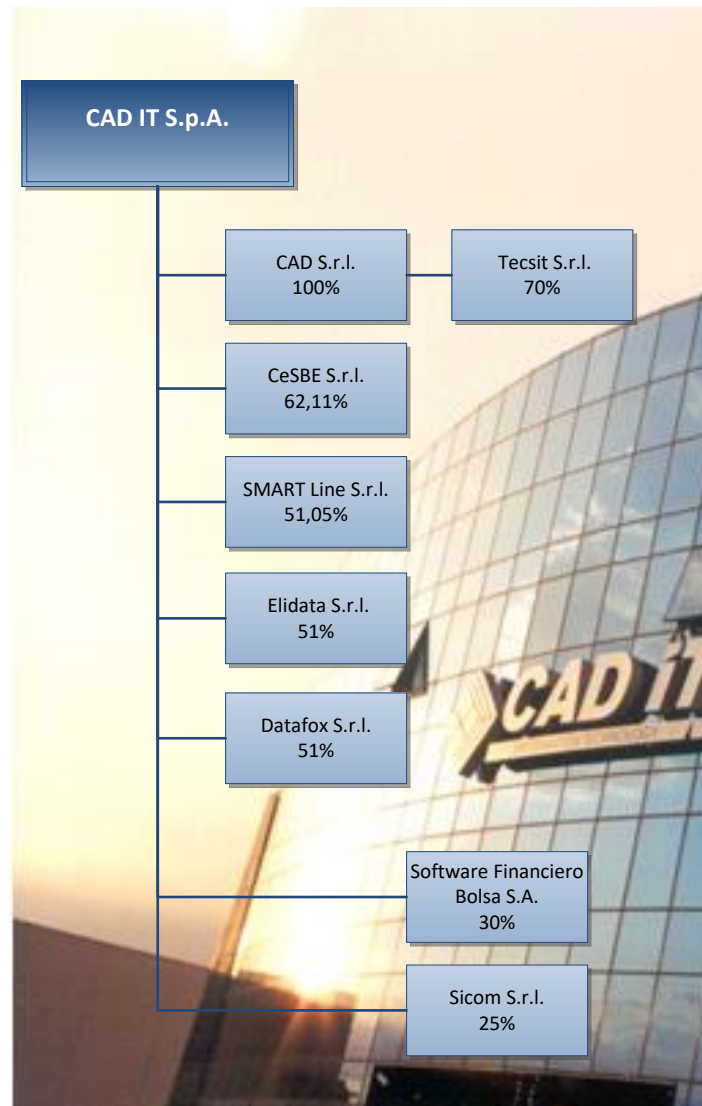 CAD IT S.p.A.
CAD S.r.l.
100%
Tecsit S.r.l.
70%
CeSBE S.r.l.
62,11%
SMART Line S.r.l.
51,05%
Elidata S.r.l.
51%
Datafox S.r.l.
51%
CAD iT
Software Financiero
Bolsa S.A.
30%
Sicom S.r.l.
25%